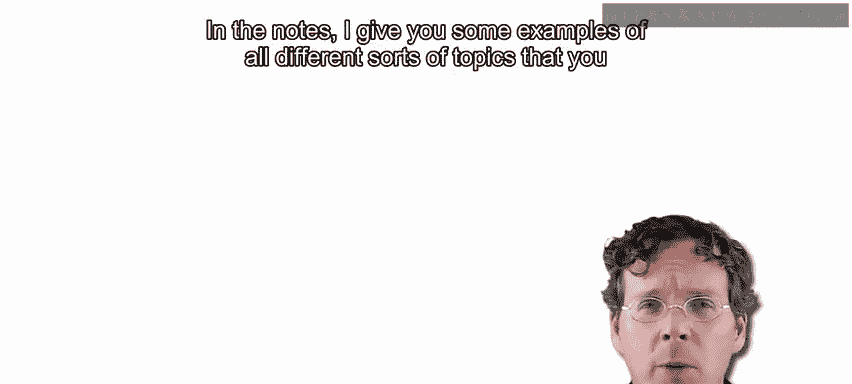 In the notes, I give you some examples of
all different sorts of topics that you